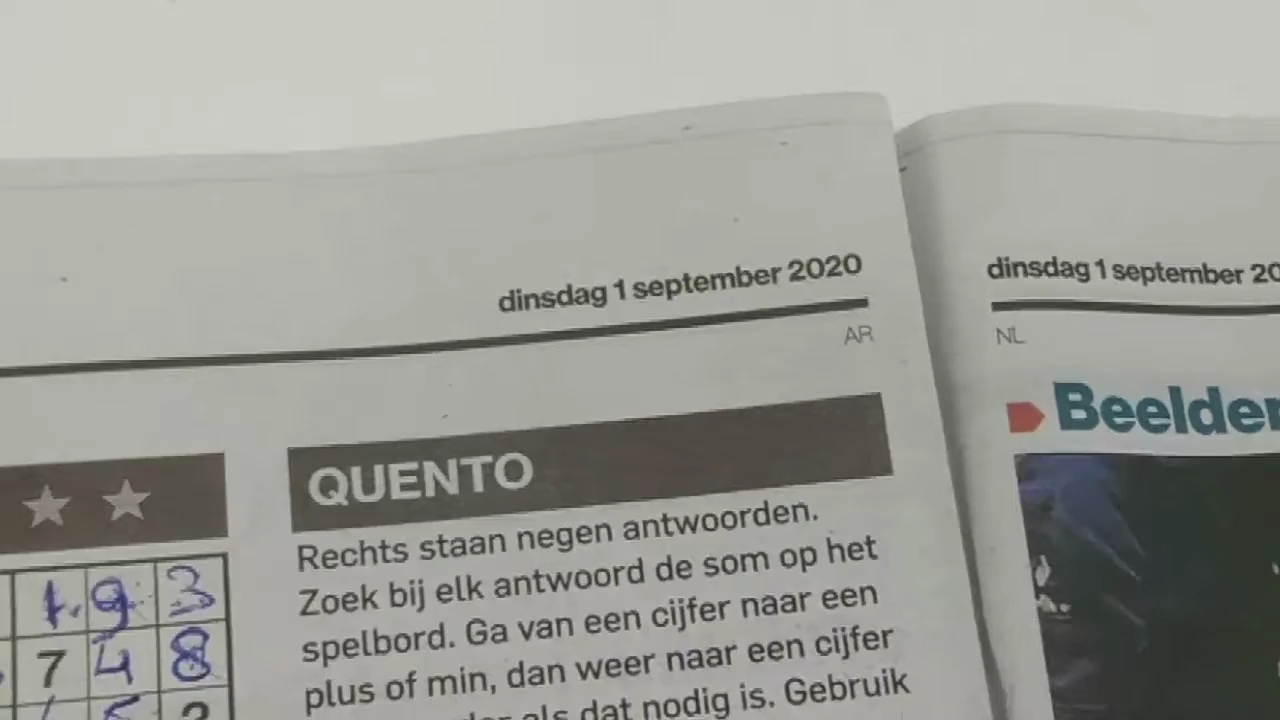 dinsdag 1 september 2020
AR
QUENTO
Rechts staan negen antwoorden.
Zoek bij elk antwoord de som op het
spelbord. Ga van een cijfer naar een
plus of min, dan weer naar een cijfer
als dat nodig is. Gebruik
1. 9 3
7 4 8
dinsdag 1 september 20
NL
Beelden